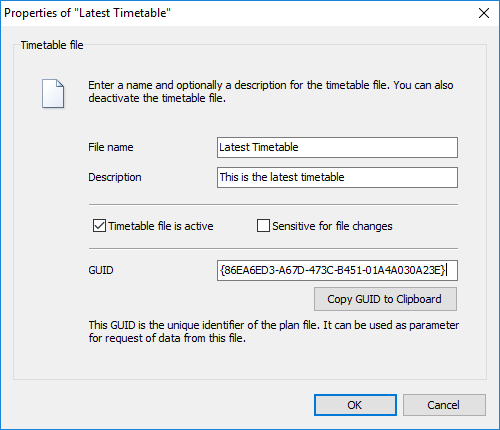 Properties of "Latest Timetable"
Timetable file
Enter a name and optionally a description for the timetable file. You can also
deactivate the timetable file.
File name
Latest Timetable
Description
This is the latest timetable
Timetable file is active
Sensitive for file changes
GUID
{86EA6ED3-A67D-473C-B451-01A4A030A23E}
Copy GUID to Clipboard
This GUID is the unique identifier of the plan file. It can be used as parameter
for request of data from this file.
OK
Cancel